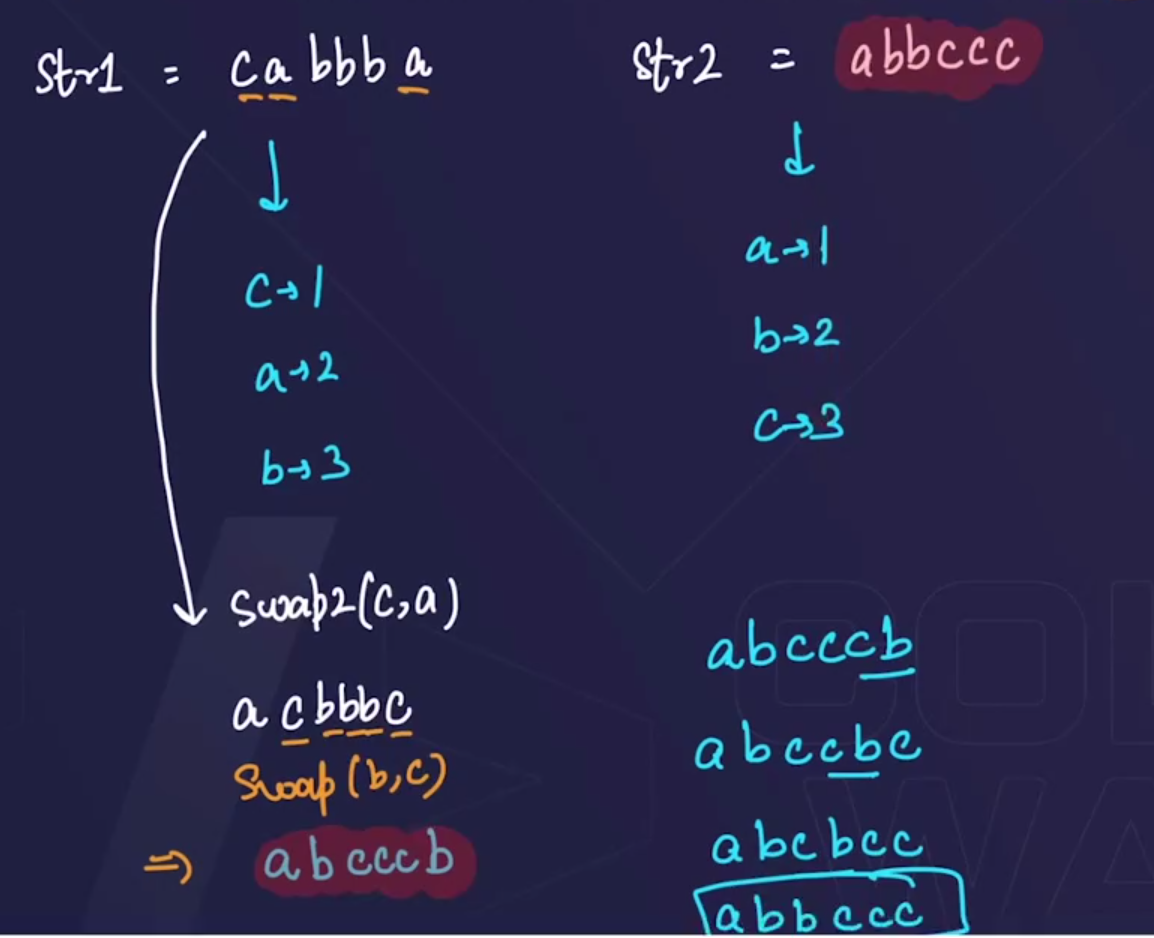 Str1 = cabbba
Str2 = abbccc
c→1
a→2
b→3
a→1
b→2
c→3
Swap2(c,a)
acbbbc
Swap(b,c)
⇒ abcccb
abcccb
abccbc
abcbcc
abbccc